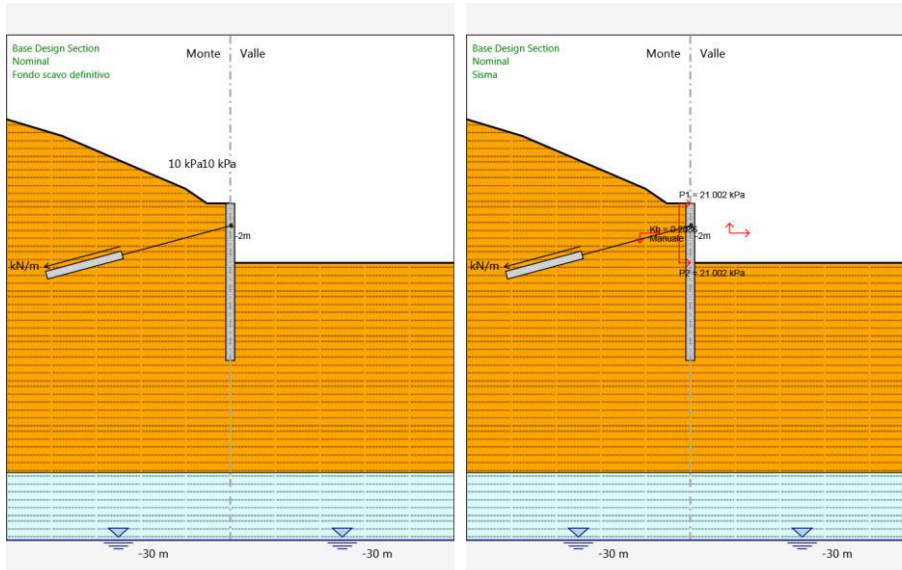 Base Design Section
Nominal
Fondo scavo definitivo
Monte
Valle
10 kPa10 kPa
-2m
kN/m
-30 m
-30 m
Base Design Section
Nominal
Sisma
Monte
Valle
P1 = 21.002 kPa
Manuale
-2m
kN/m
P2 = 21.002 kPa
-30 m
-30 m